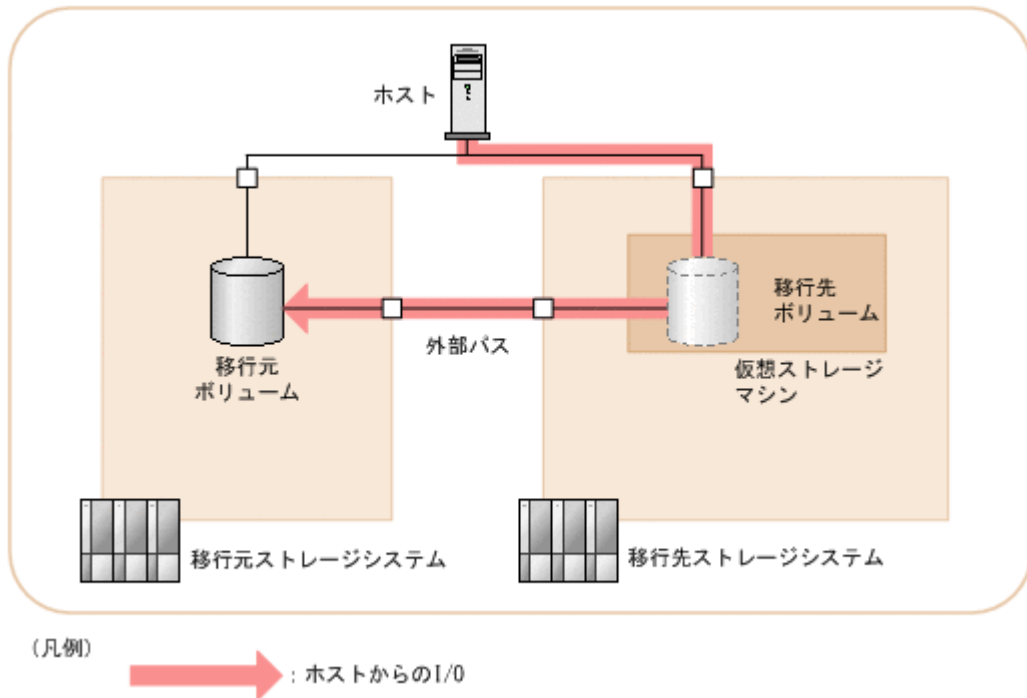 ホスト
移行先
ボリューム
外部パス
移行元
ボリューム
仮想ストレージ
マシン
移行元ストレージシステム
移行先ストレージシステム
(凡例)
: ホストからのI/O